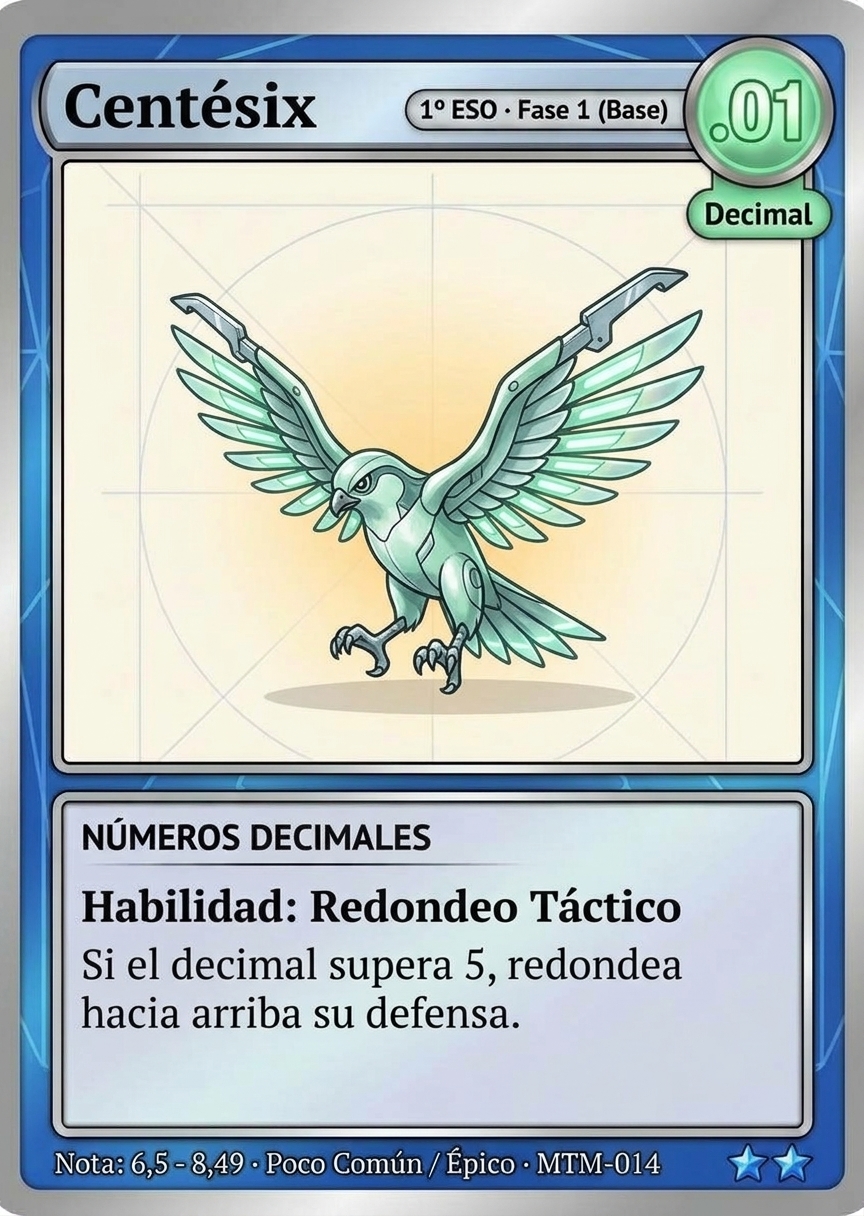 Centésix
1º ESO · Fase 1 (Base)
.01
Decimal
NÚMEROS DECIMALES
Habilidad: Redondeo Táctico
Si el decimal supera 5, redondea
hacia arriba su defensa.
Nota: 6,5 - 8,49 · Poco Común / Épico · MTM-014